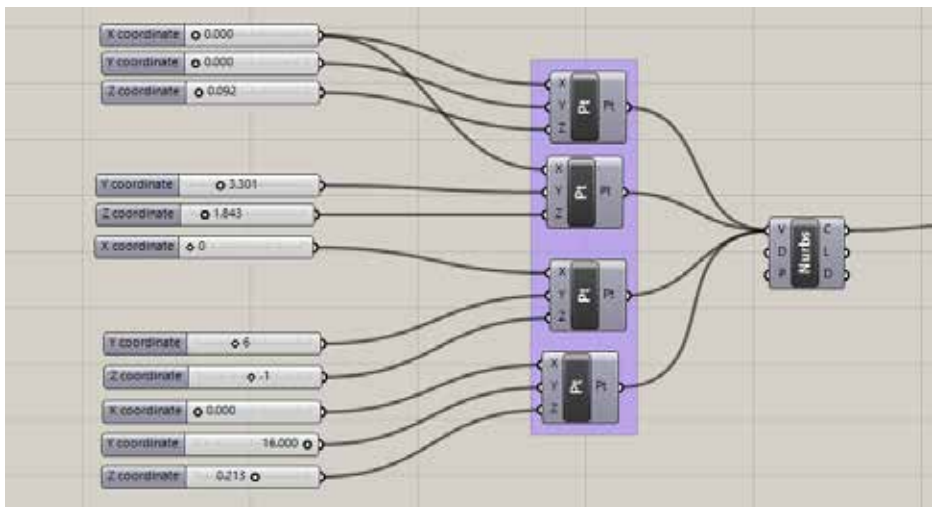 X coordinate 0.000
Y coordinate 0.000
Z coordinate 0.092
X
Y Pt Pt
Z
X
Y Pt Pt
Z
Y coordinate 3.301
Z coordinate 1.843
X coordinate 0
V C
D Nurbs L
P D
X
Y Pt Pt
Z
Y coordinate 6
Z coordinate -1
X coordinate 0.000
Y coordinate 16.000
Z coordinate 0.213
X
Y Pt Pt
Z